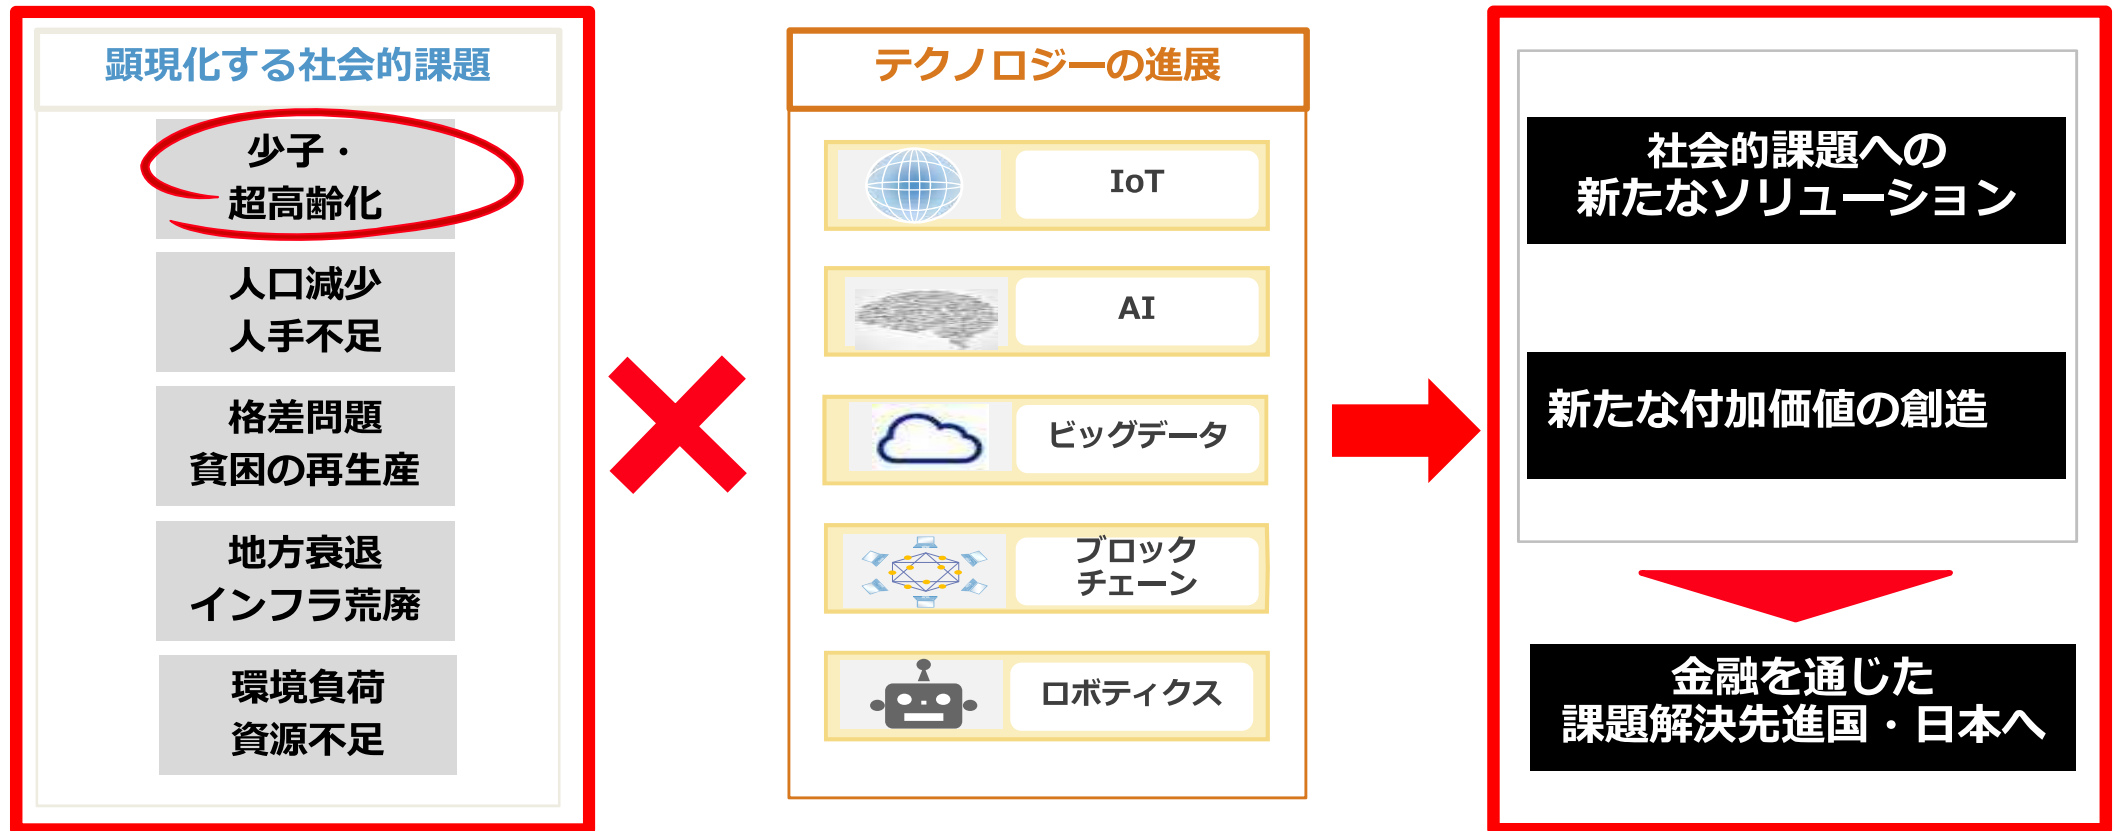 顕現化する社会的課題
少子・
超高齢化
人口減少
人手不足
格差問題
貧困の再生産
地方衰退
インフラ荒廃
環境負荷
資源不足
テクノロジーの進展
IoT
AI
ビッグデータ
ブロック
チェーン
ロボティクス
社会的課題への
新たなソリューション
新たな付加価値の創造
金融を通じた
課題解決先進国・日本へ